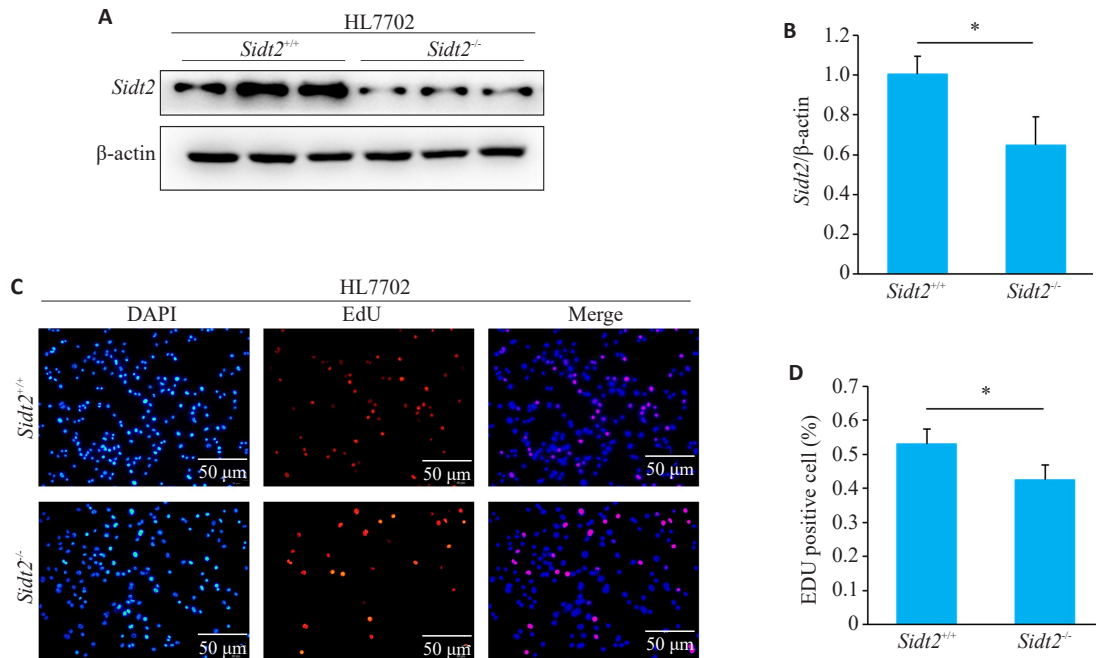 A
HL7702
Sidt2+/+ Sidt2-/-
Sidt2
β-actin
B
*
Sidt2/β-actin
1.2
1.0
0.8
0.6
0.4
0.2
0
Sidt2+/+ Sidt2-/-
C
HL7702
DAPI EdU Merge
Sidt2+/+
50 μm 50 μm 50 μm
Sidt2-/-
50 μm 50 μm 50 μm
D
*
EDU positive cell (%)
0.7
0.6
0.5
0.4
0.3
0.2
0.1
0
Sidt2+/+ Sidt2-/-